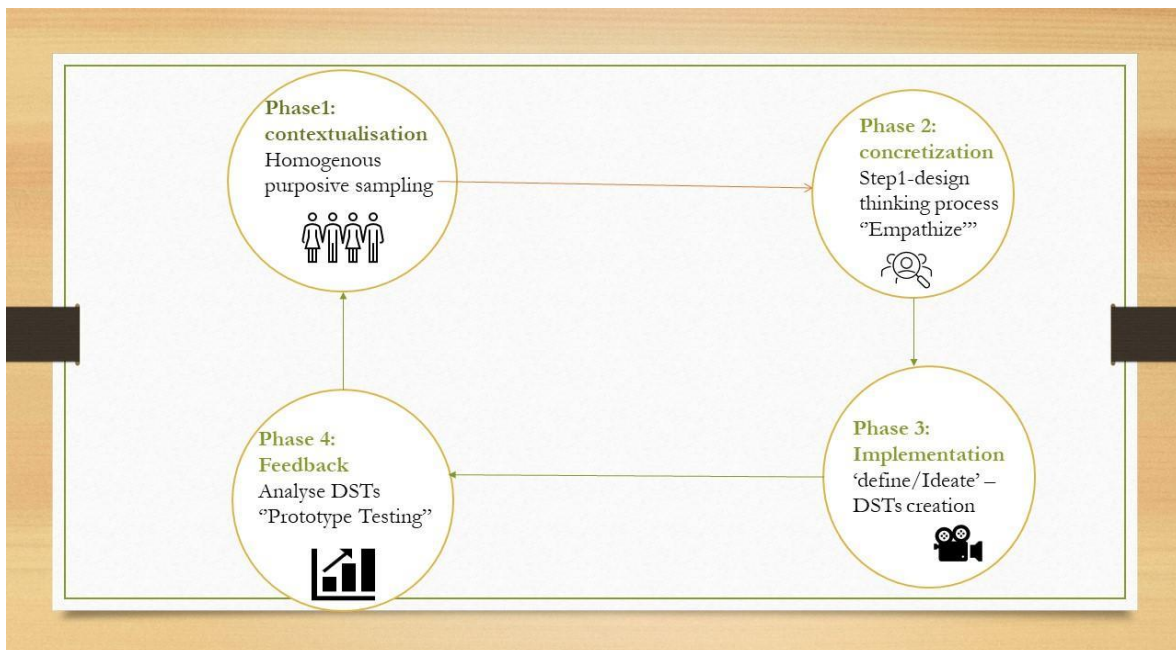 Phase1:
contextualisation
Homogenous
purposive sampling
Phase 2:
concretization
Step1-design
thinking process
‘’Empathize’’’
Phase 3:
Implementation
‘define/Ideate’ –
DSTs creation
Phase 4:
Feedback
Analyse DSTs
‘’Prototype Testing’’